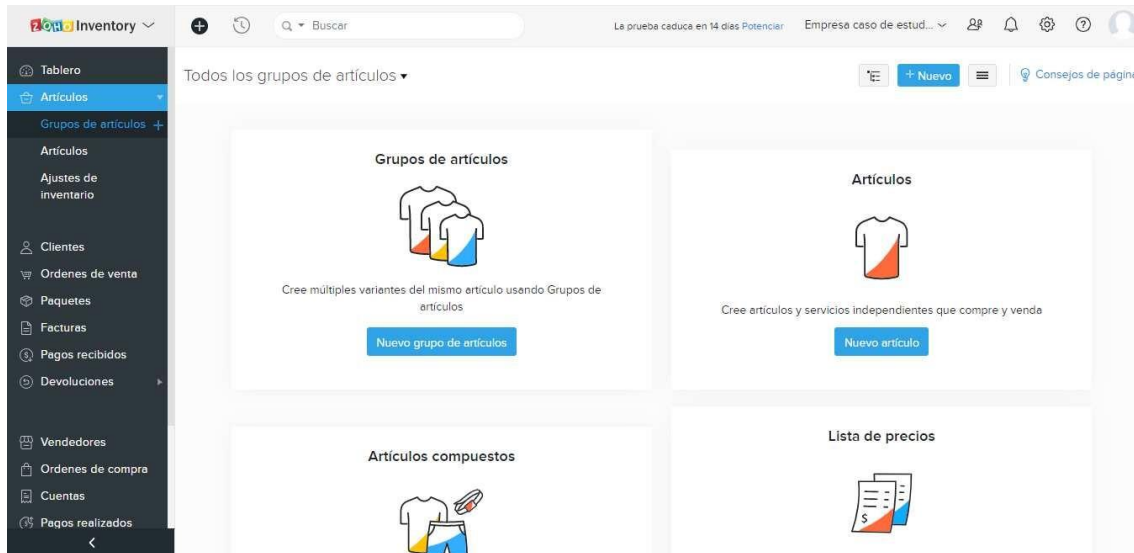 ZOHO Inventory
Buscar
La prueba caduca en 14 días Potenciar
Empresa caso de estud...
Tablero
Artículos
Grupos de artículos +
Artículos
Ajustes de
inventario
Clientes
Ordenes de venta
Paquetes
Facturas
Pagos recibidos
Devoluciones
Vendedores
Ordenes de compra
Cuentas
Pagos realizados
Todos los grupos de artículos
+ Nuevo
Consejos de página
Grupos de artículos
Cree múltiples variantes del mismo artículo usando Grupos de
artículos
Nuevo grupo de artículos
Artículos
Cree artículos y servicios independientes que compre y venda
Nuevo artículo
Artículos compuestos
Lista de precios
$